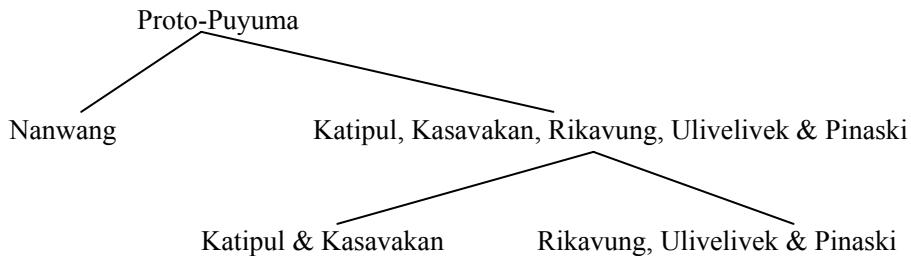 Proto-Puyuma
Nanwang Katipul, Kasavakan, Rikavung, Ulivelivek & Pinaski
Katipul & Kasavakan Rikavung, Ulivelivek & Pinaski